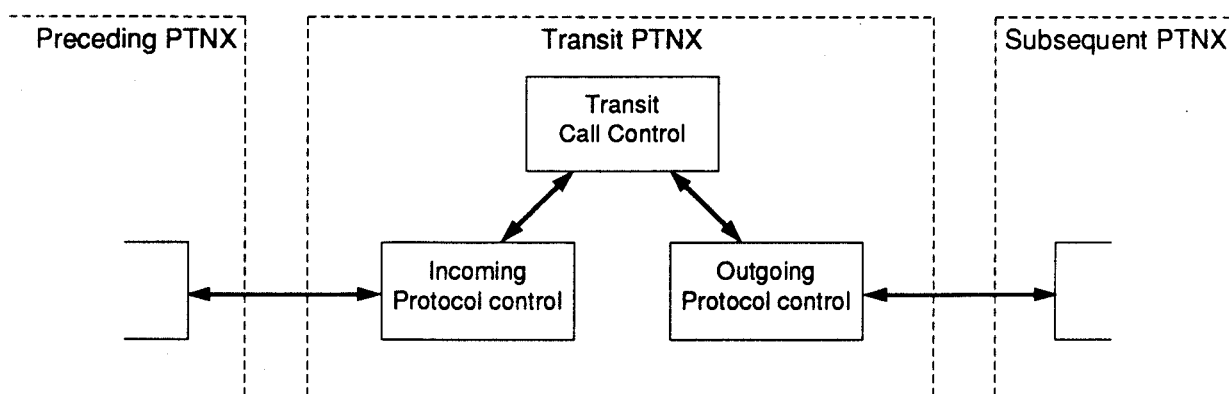 Preceding PTNX
Transit PTNX
Subsequent PTNX
Transit
Call Control
Incoming
Protocol control
Outgoing
Protocol control